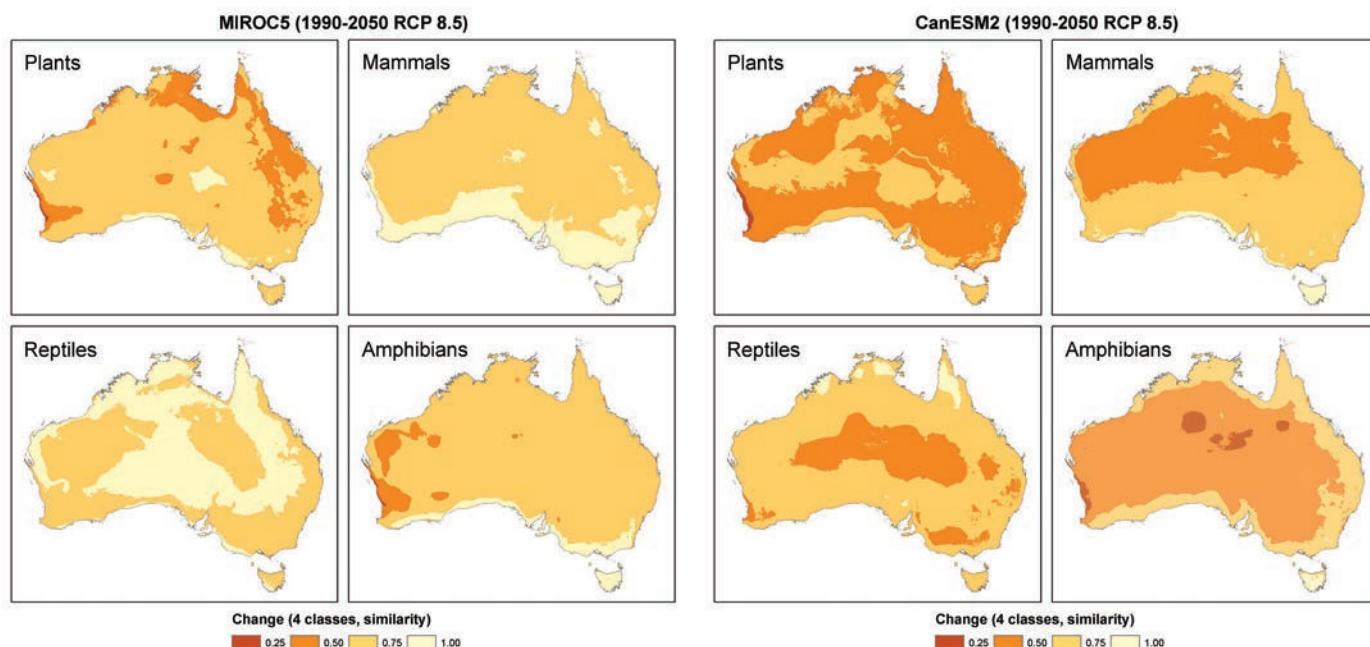 MIROC5 (1990-2050 RCP 8.5)
Plants
Mammals
Reptiles
Amphibians
Change (4 classes, similarity)
0.25 0.50 0.75 1.00
CanESM2 (1990-2050 RCP 8.5)
Plants
Mammals
Reptiles
Amphibians
Change (4 classes, similarity)
0.25 0.50 0.75 1.00